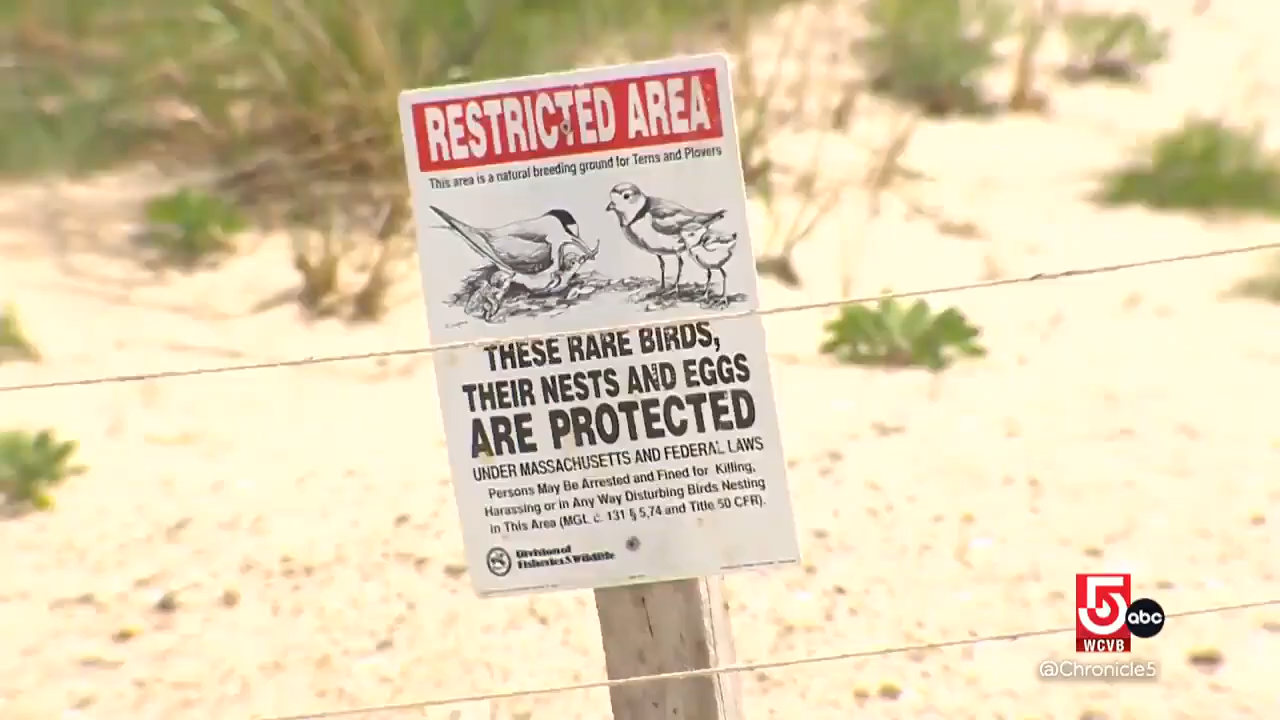 RESTRICTED AREA
This area is a natural breeding ground for Terns and Plovers
THESE RARE BIRDS,
THEIR NESTS AND EGGS
ARE PROTECTED
UNDER MASSACHUSETTS AND FEDERAL LAWS
Persons May Be Arrested and Fined for Killing,
Harassing or in Any Way Disturbing Birds Nesting
in This Area (MGL c. 131 § 5,74 and Title 50 CFR).
Division of
Fisheries & Wildlife
5
abc
WCVB
@Chronicle5